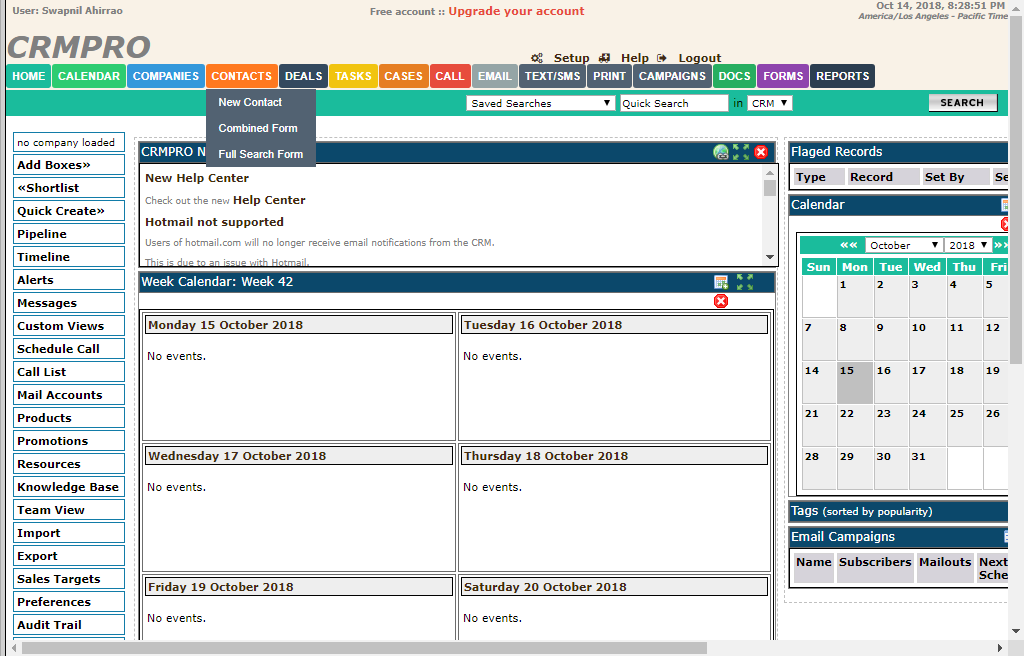 User: Swapnil Ahirrao
Free account :: Upgrade your account
Oct 14, 2018, 8:28:51 PM
America/Los Angeles - Pacific Time
CRMPRO
Setup Help Logout
HOME CALENDAR COMPANIES CONTACTS DEALS TASKS CASES CALL EMAIL TEXT/SMS PRINT CAMPAIGNS DOCS FORMS REPORTS
New Contact
Combined Form
Full Search Form
Saved Searches Quick Search in CRM SEARCH
no company loaded
Add Boxes»
«Shortlist
Quick Create»
Pipeline
Timeline
Alerts
Messages
Custom Views
Schedule Call
Call List
Mail Accounts
Products
Promotions
Resources
Knowledge Base
Team View
Import
Export
Sales Targets
Preferences
Audit Trail
CRMPRO N
New Help Center
Check out the new Help Center
Hotmail not supported
Users of hotmail.com will no longer receive email notifications from the CRM.
This is due to an issue with Hotmail.
Week Calendar: Week 42
Monday 15 October 2018
No events.
Tuesday 16 October 2018
No events.
Wednesday 17 October 2018
No events.
Thursday 18 October 2018
No events.
Friday 19 October 2018
No events.
Saturday 20 October 2018
No events.
Flaged Records
Type Record Set By Se
Calendar
«« October 2018 »»
Sun Mon Tue Wed Thu Fri
1 2 3 4 5
7 8 9 10 11 12
14 15 16 17 18 19
21 22 23 24 25 26
28 29 30 31
Tags (sorted by popularity)
Email Campaigns
Name Subscribers Mailouts Next
Sche